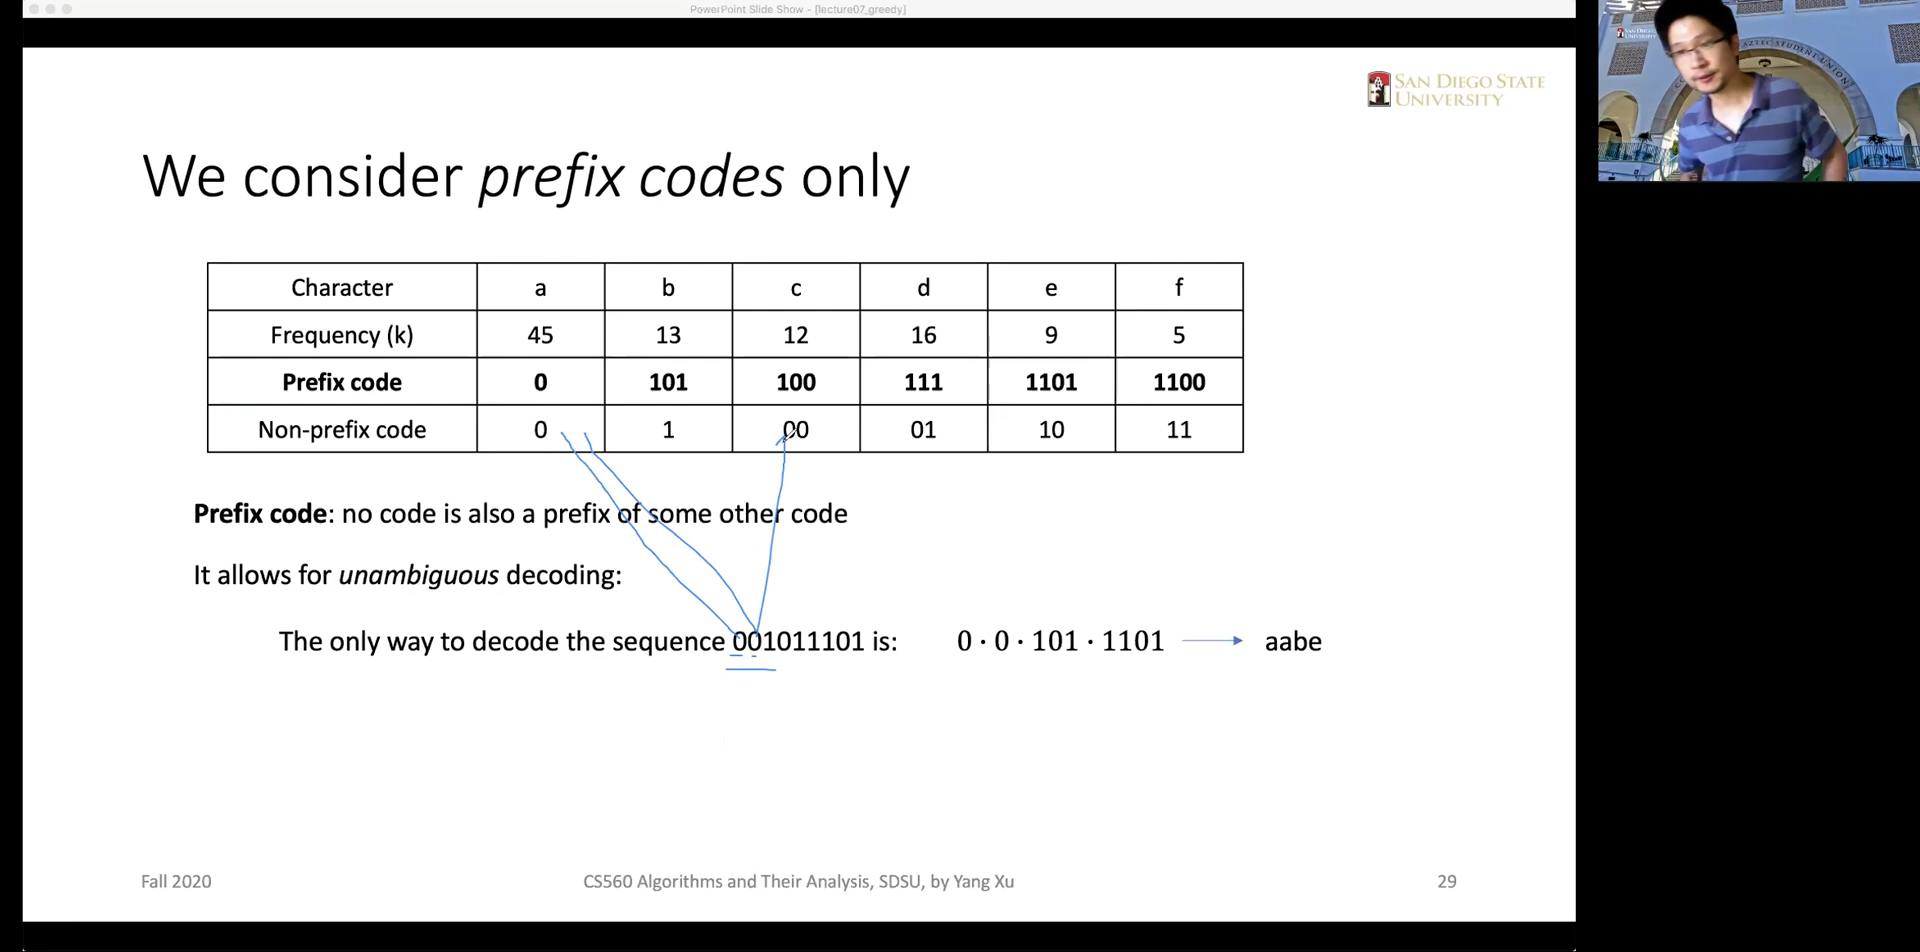 PowerPoint Slide Show - [lecture07_greedy]
SAN DIEGO STATE
UNIVERSITY
We consider prefix codes only
Character a b c d e f
Frequency (k) 45 13 12 16 9 5
Prefix code 0 101 100 111 1101 1100
Non-prefix code 0 1 00 01 10 11
Prefix code: no code is also a prefix of some other code
It allows for unambiguous decoding:
The only way to decode the sequence 001011101 is: 0 · 0 · 101 · 1101 → aabe
Fall 2020 CS560 Algorithms and Their Analysis, SDSU, by Yang Xu 29
AZTEC STUDENT UNION